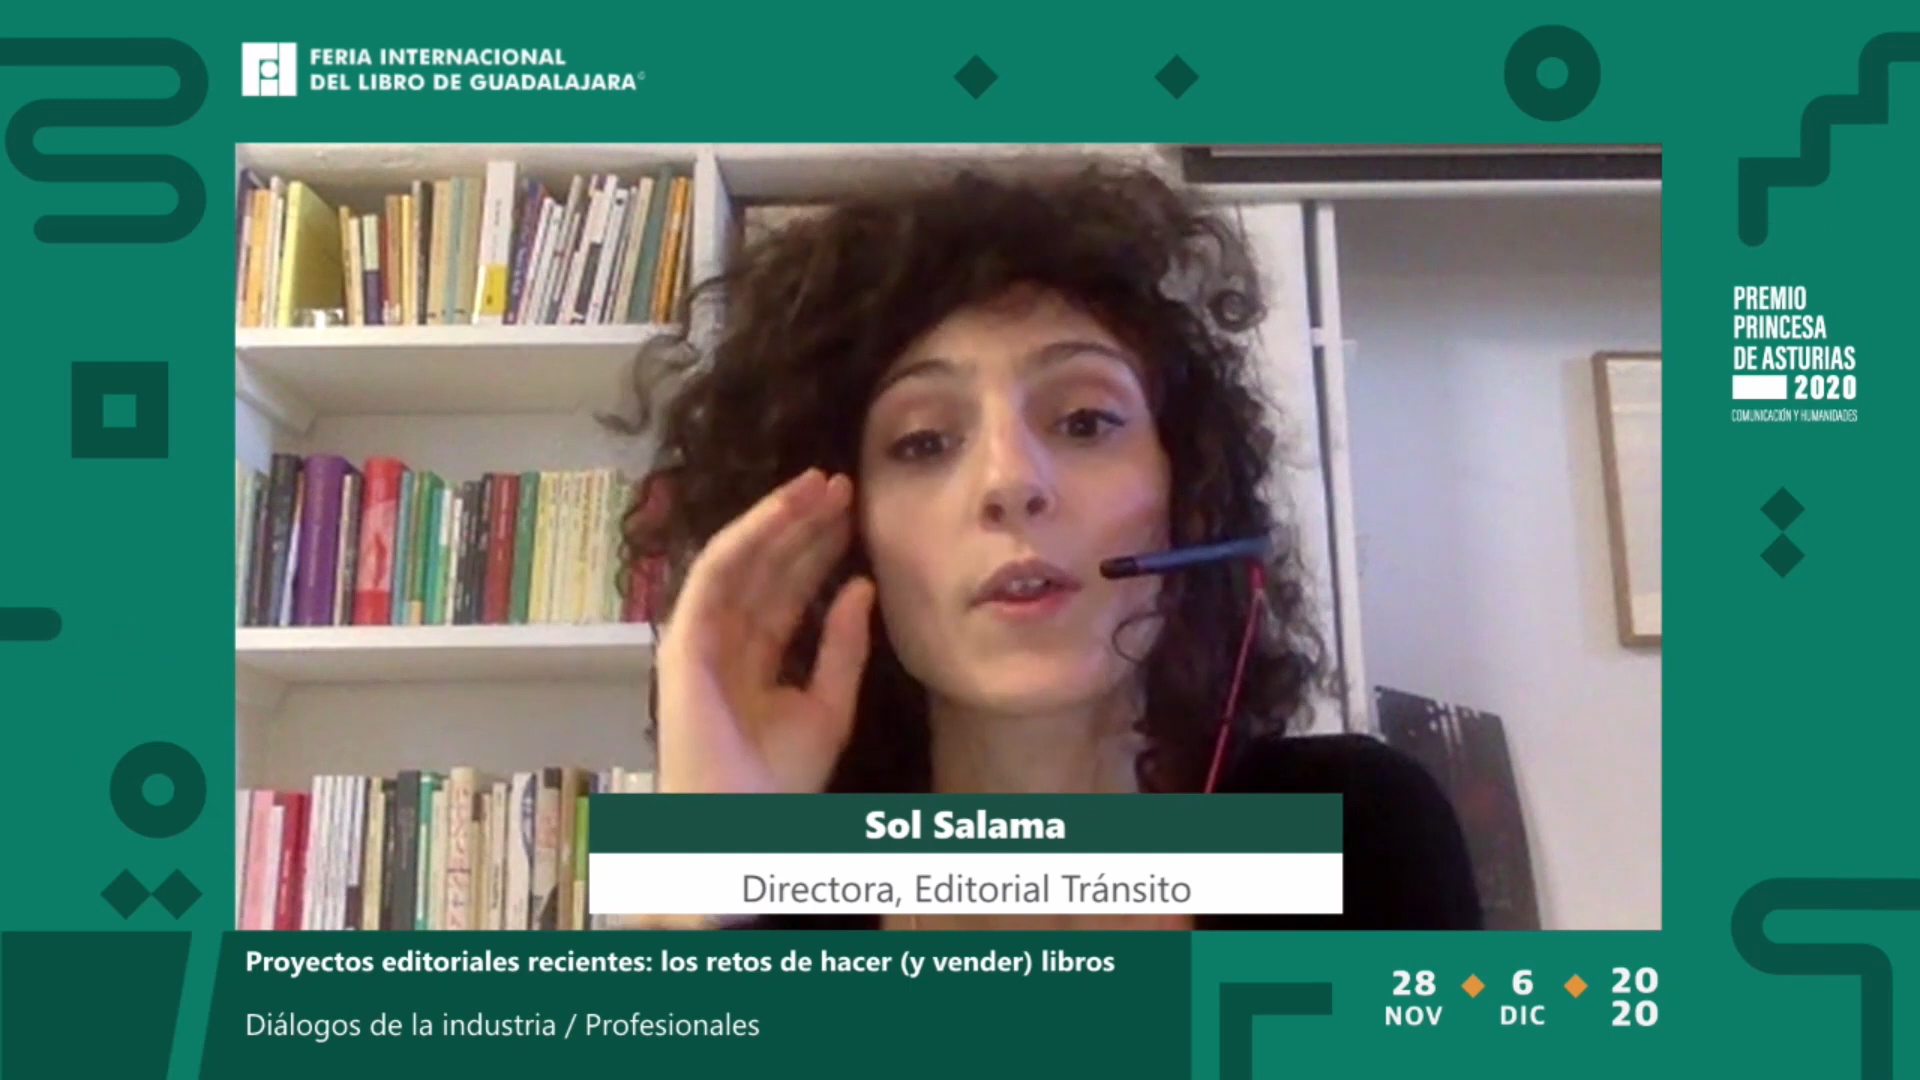 FERIA INTERNACIONAL
DEL LIBRO DE GUADALAJARA
PREMIO
PRINCESA
DE ASTURIAS
2020
COMUNICACIÓN Y HUMANIDADES
Sol Salama
Directora, Editorial Tránsito
Proyectos editoriales recientes: los retos de hacer (y vender) libros
Diálogos de la industria / Profesionales
28 NOV
6 DIC
20
20